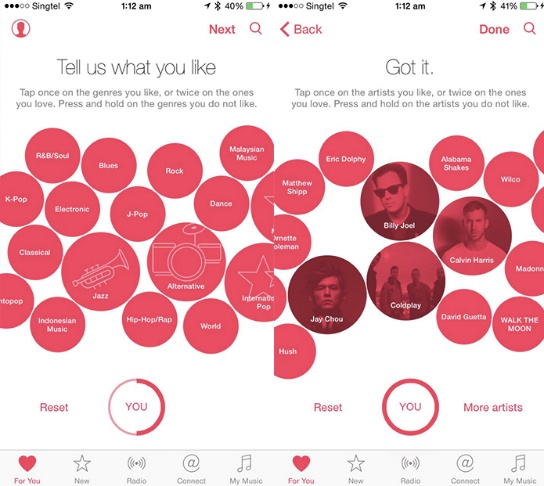 Singtel 1:12 am 40%
Next
Tell us what you like
Tap once on the genres you like, or twice on the ones
you love. Press and hold on the genres you do not like.
R&B/Soul
Blues
Rock
Malaysian
Music
K-Pop
Electronic
J-Pop
Dance
Classical
Jazz
Alternative
Internatic
Pop
ntopop
Indonesian
Music
Hip-Hop/Rap
World
Reset
YOU
For You
New
Radio
Connect
My Music
Singtel 1:12 am 41%
Back
Done
Got it.
Tap once on the artists you like, or twice on the ones
you love. Press and hold on the artists you do not like.
Eric Dolphy
Alabama
Shakes
Wilco
Matthew
Shipp
Billy Joel
Calvin Harris
Ornette
oleman
Madonn
Jay Chou
Coldplay
David Guetta
WALK THE
MOON
Hush
Reset
YOU
More artists
For You
New
Radio
Connect
My Music